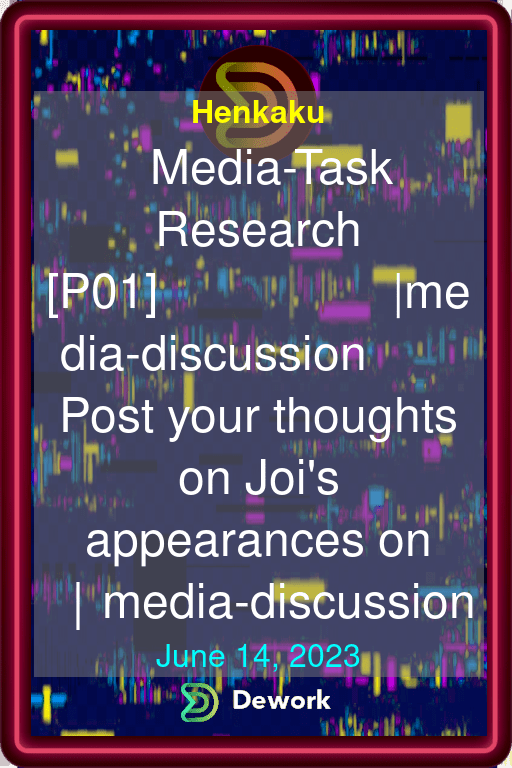 Henkaku
Media-Task
Research
[P01] |me
dia-discussion
Post your thoughts
on Joi's
appearances on
| media-discussion
June 14, 2023
Dework